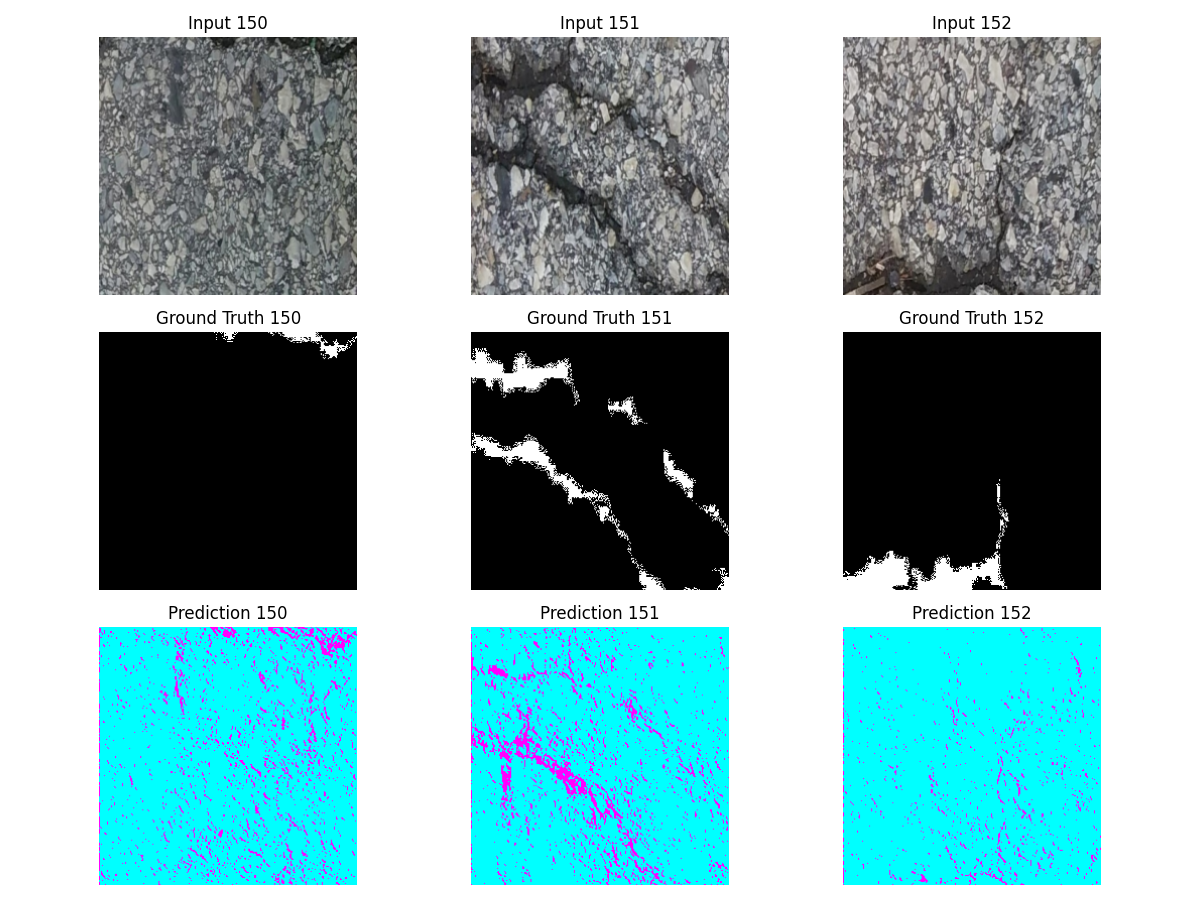 Input 150
Input 151
Input 152
Ground Truth 150
Ground Truth 151
Ground Truth 152
Prediction 150
Prediction 151
Prediction 152